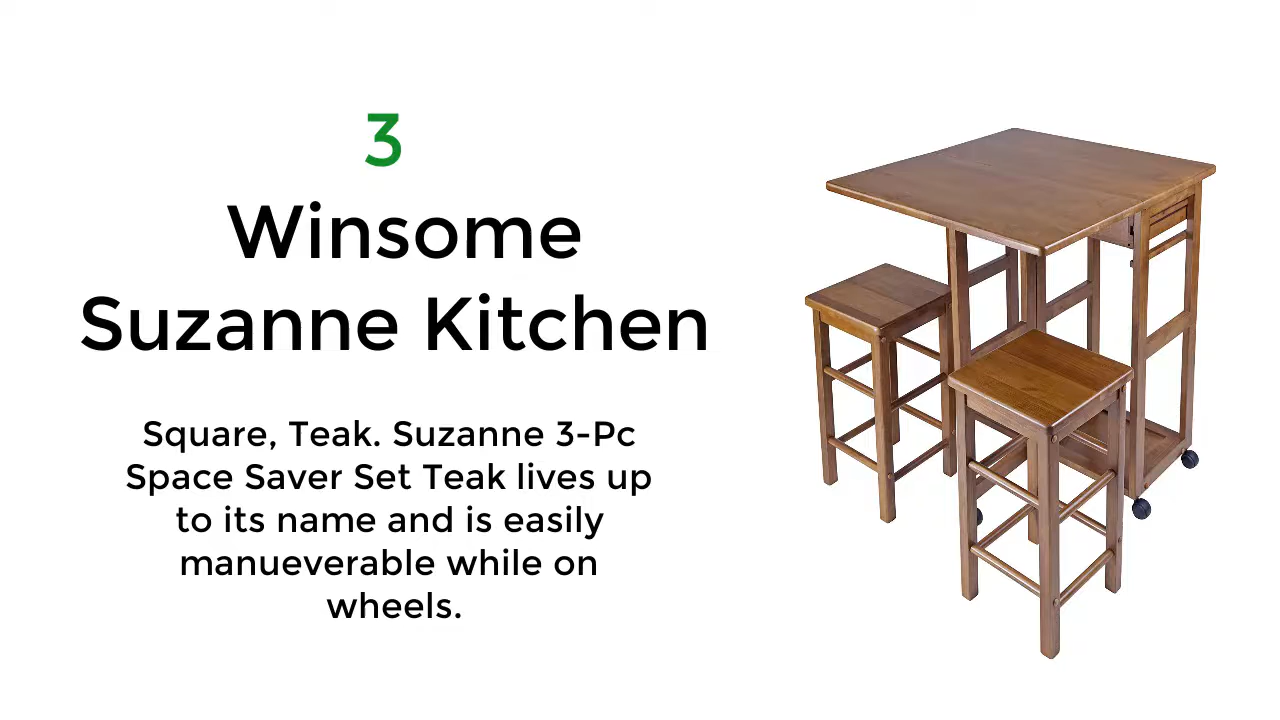 3
Winsome
Suzanne Kitchen
Square, Teak. Suzanne 3-Pc
Space Saver Set Teak lives up
to its name and is easily
manueverable while on
wheels.